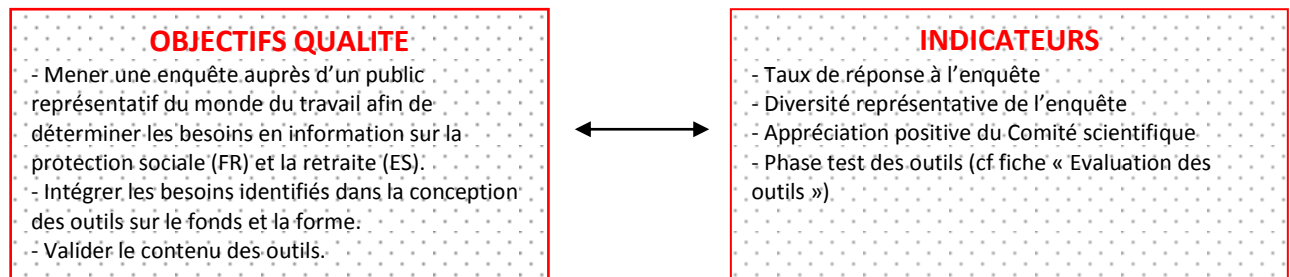 OBJECTIFS QUALITE
- Mener une enquête auprès d’un public
représentatif du monde du travail afin de
déterminer les besoins en information sur la
protection sociale (FR) et la retraite (ES).
- Intégrer les besoins identifiés dans la conception
des outils sur le fonds et la forme.
- Valider le contenu des outils.
INDICATEURS
- Taux de réponse à l’enquête
- Diversité représentative de l’enquête
- Appréciation positive du Comité scientifique
- Phase test des outils (cf fiche « Evaluation des
outils »)